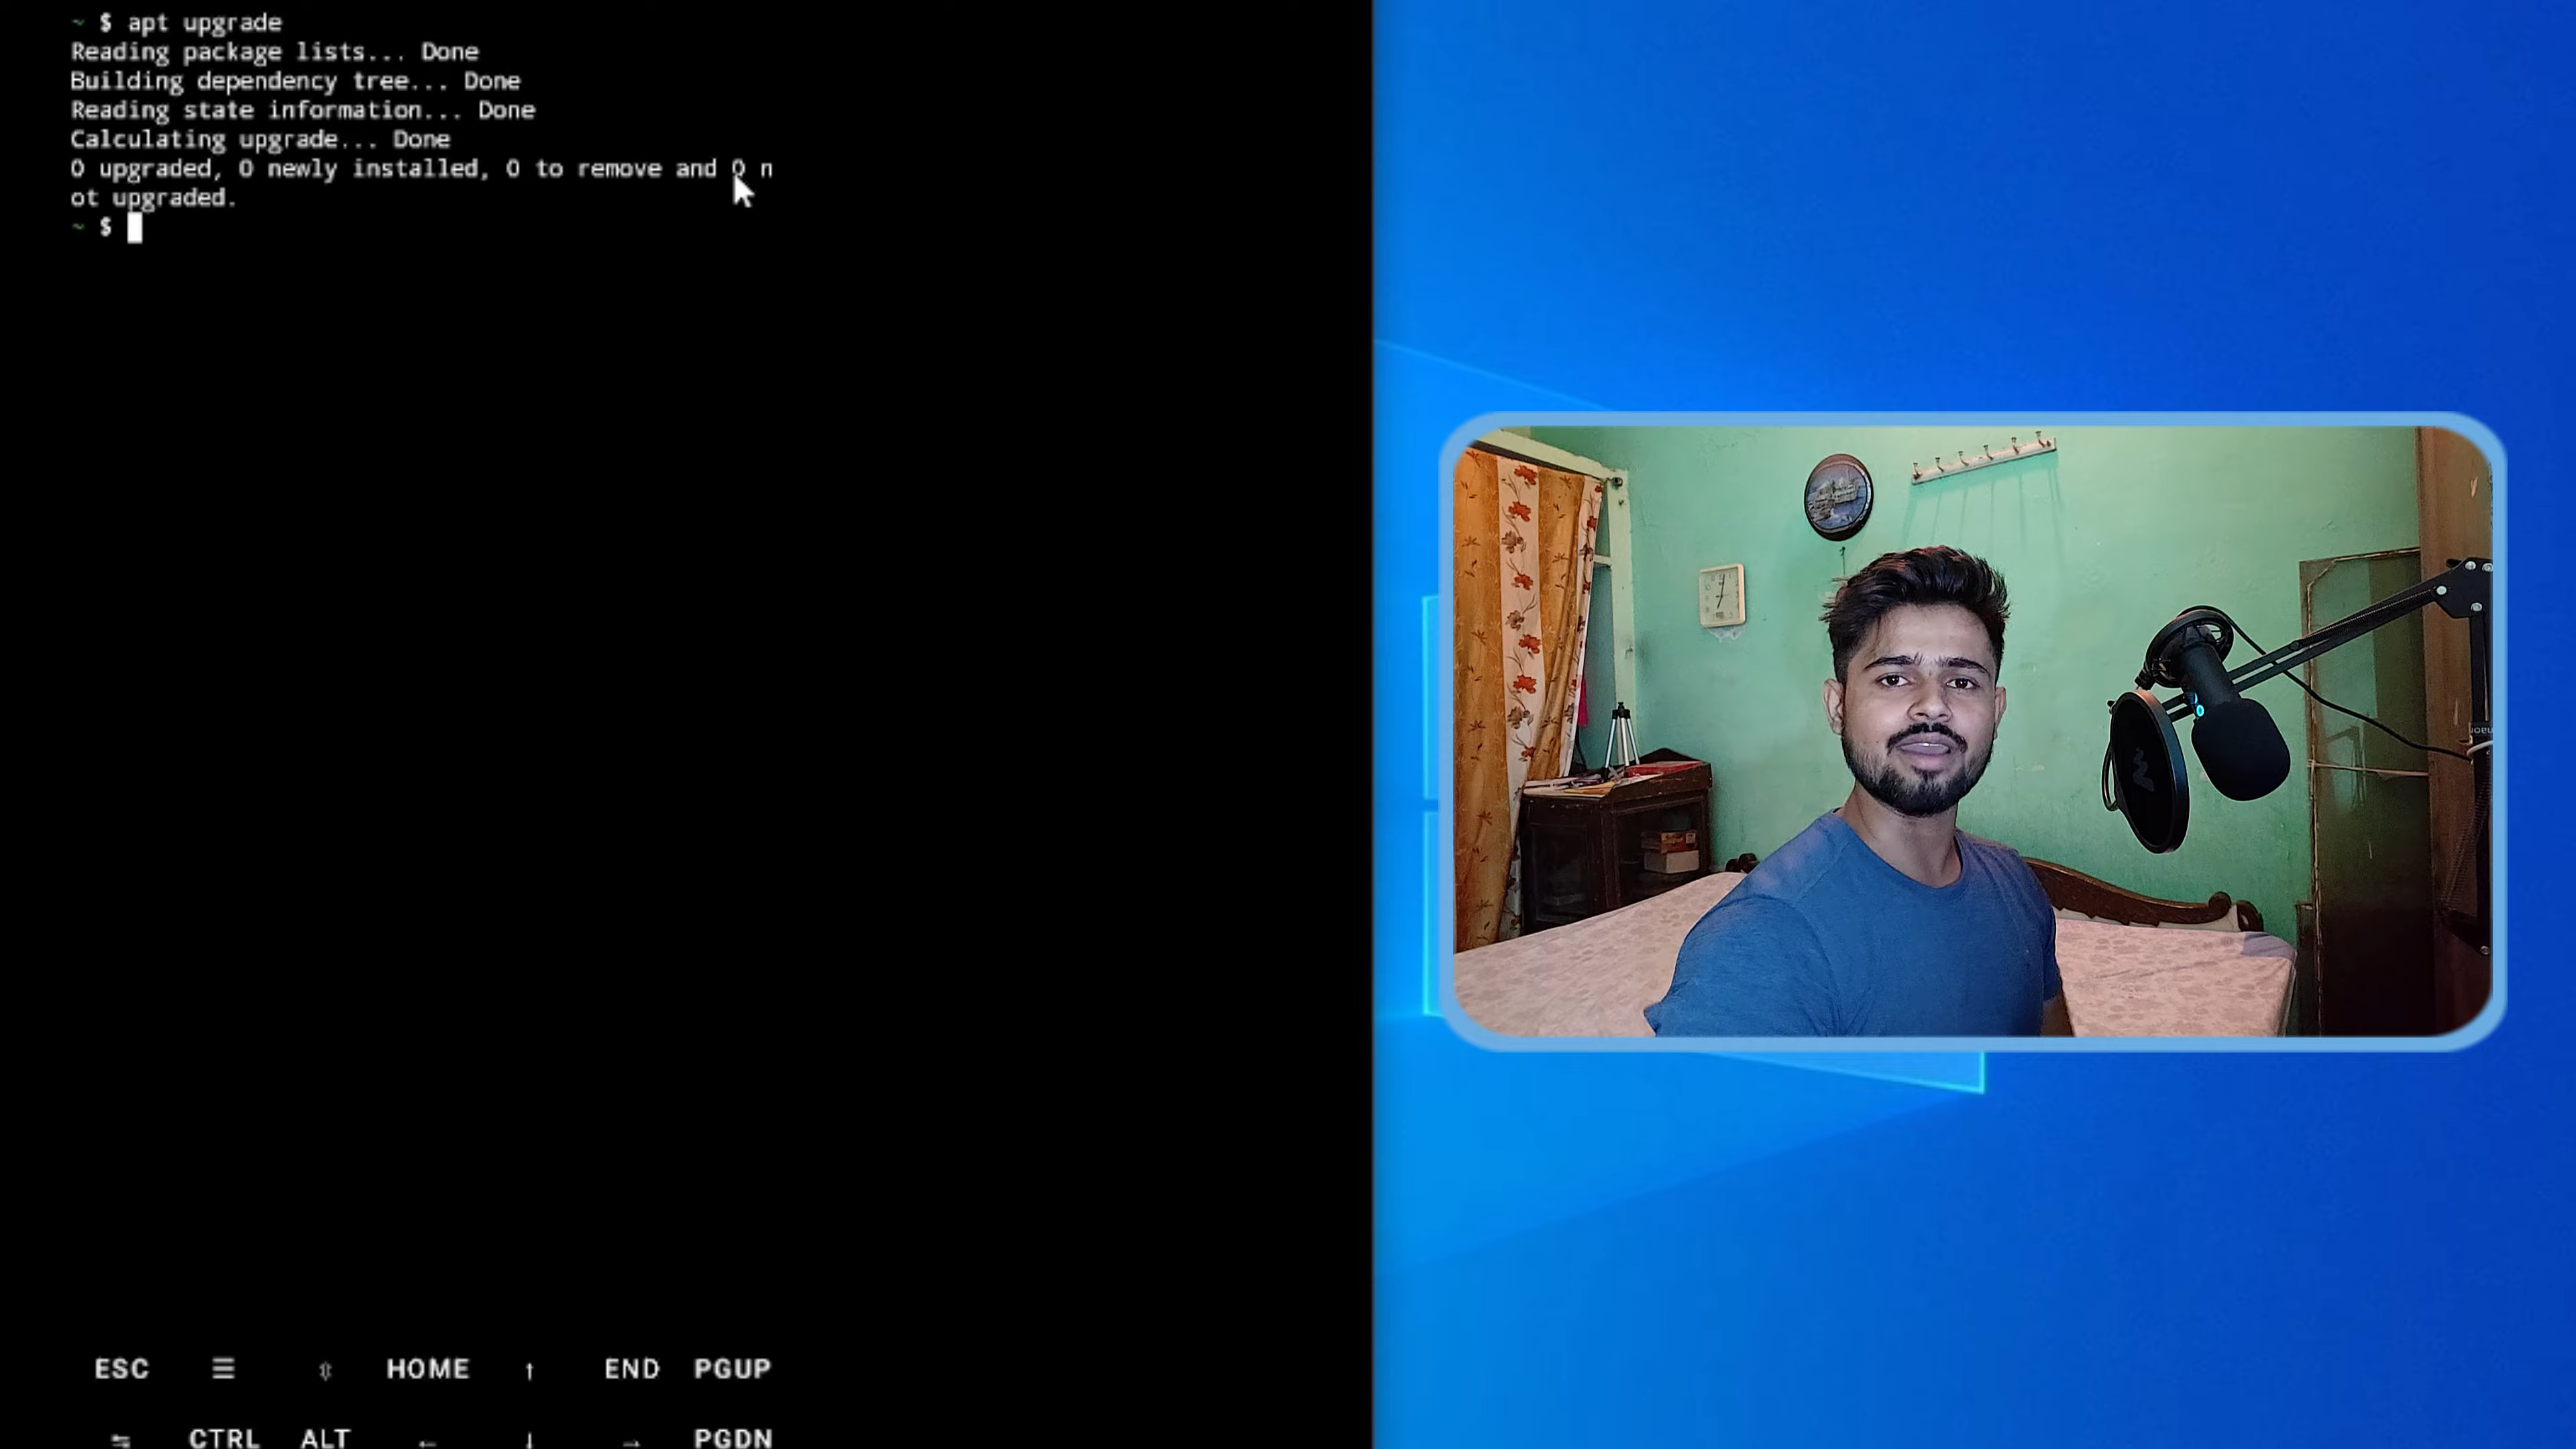 ~ $ apt upgrade
Reading package lists... Done
Building dependency tree... Done
Reading state information... Done
Calculating upgrade... Done
0 upgraded, 0 newly installed, 0 to remove and 0 n
ot upgraded.
~ $
ESC ☰ ⇳ HOME ↑ END PGUP
⇆ CTRL ALT ← ↓ → PGDN